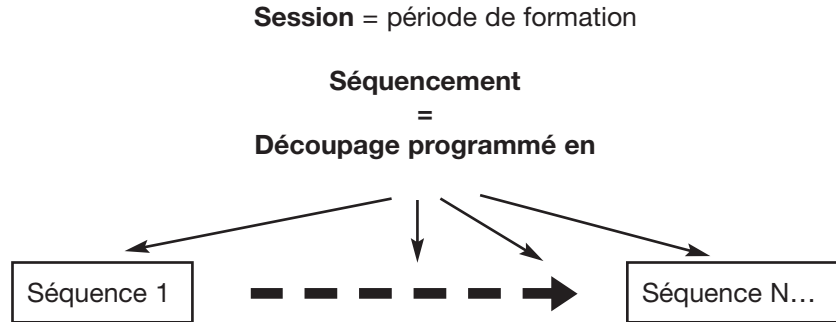 Session = période de formation
Séquencement
=
Découpage programmé en
Séquence 1
Séquence N…